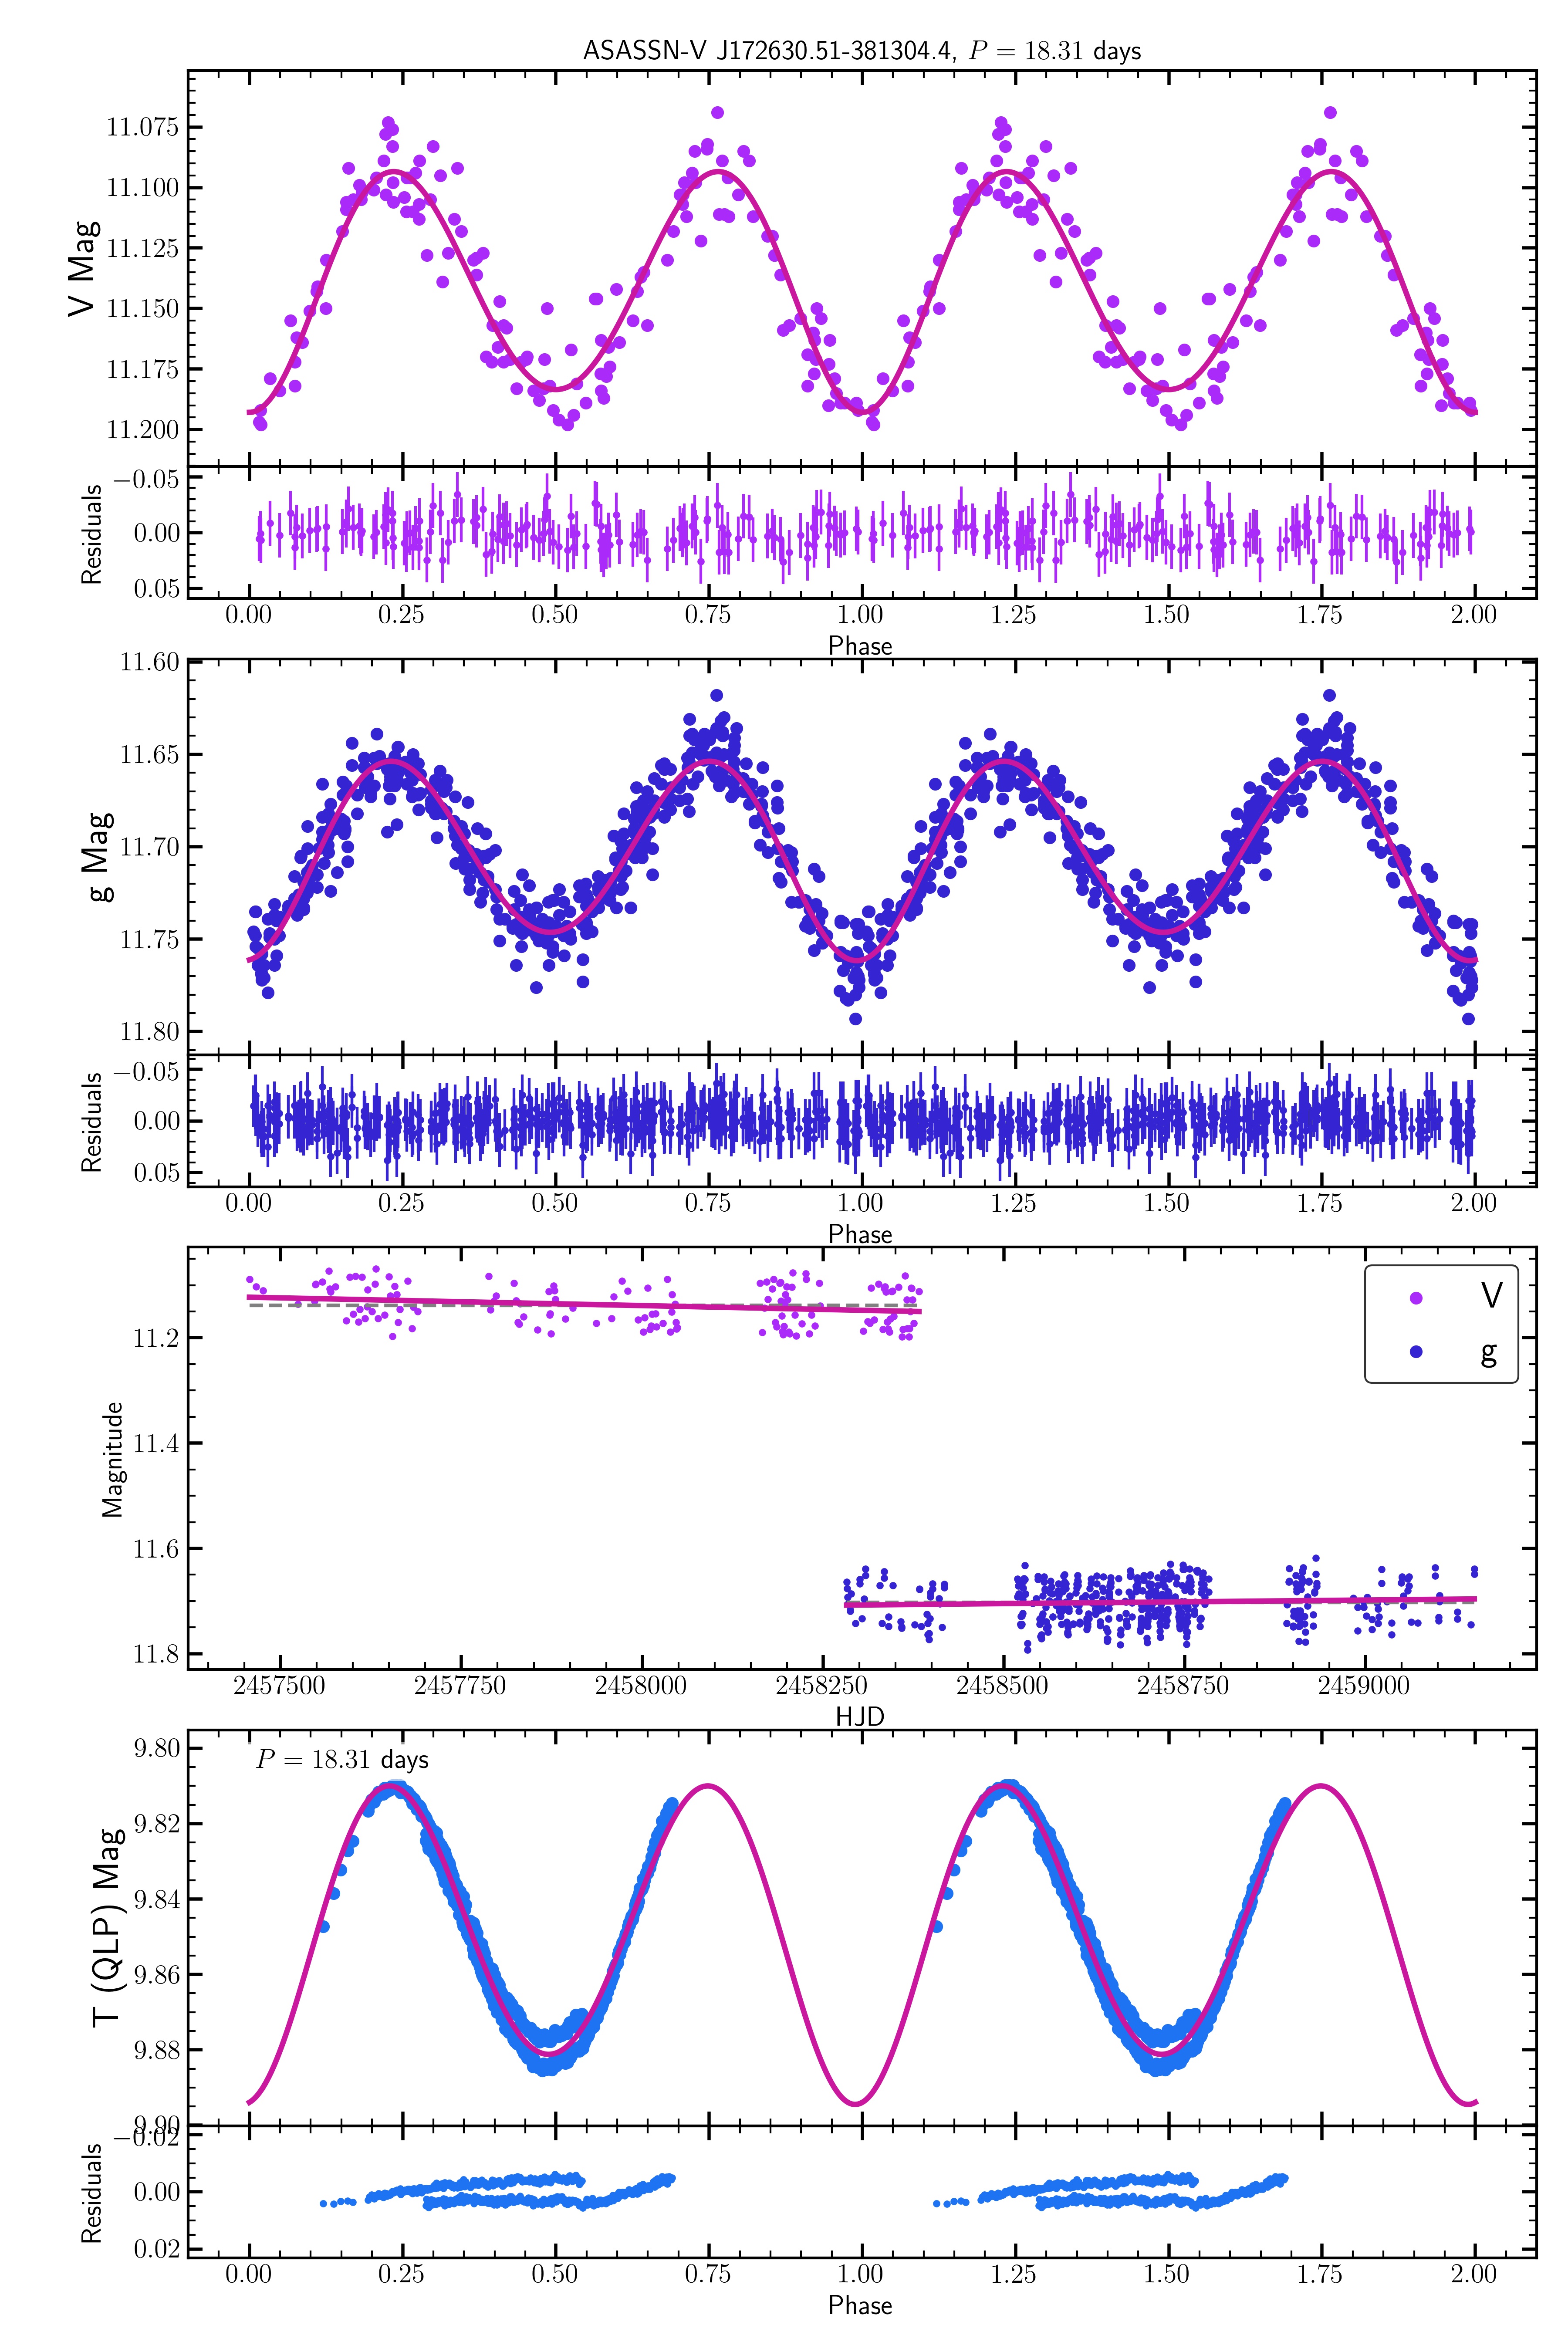 ASASSN-V J172630.51-381304.4, P = 18.31 days
V Mag
11.075
11.100
11.125
11.150
11.175
11.200
Residuals
−0.05
0.00
0.05
0.00 0.25 0.50 0.75 1.00 1.25 1.50 1.75 2.00
Phase
g Mag
11.60
11.65
11.70
11.75
11.80
Residuals
−0.05
0.00
0.05
0.00 0.25 0.50 0.75 1.00 1.25 1.50 1.75 2.00
Phase
Magnitude
11.2
11.4
11.6
11.8
V
g
2457500 2457750 2458000 2458250 2458500 2458750 2459000
HJD
P = 18.31 days
T (QLP) Mag
9.80
9.82
9.84
9.86
9.88
9.90
Residuals
−0.02
0.00
0.02
0.00 0.25 0.50 0.75 1.00 1.25 1.50 1.75 2.00
Phase